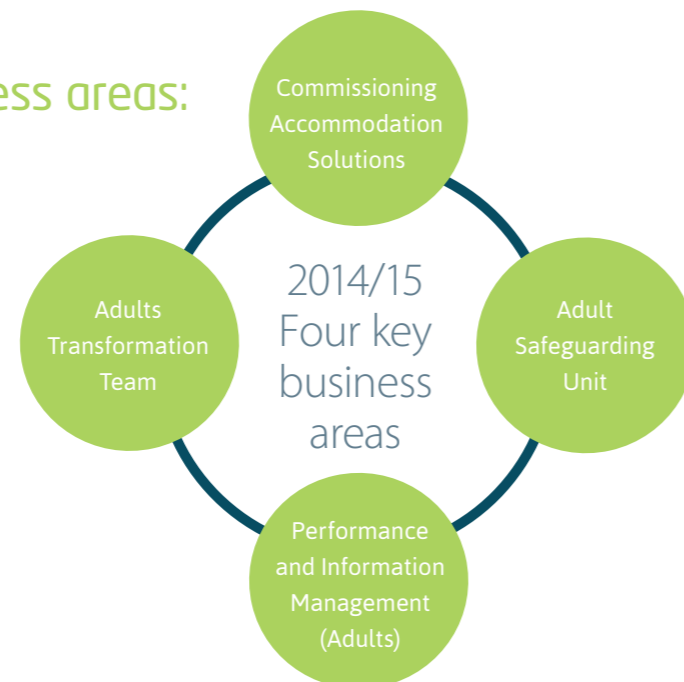 ess areas:
Commissioning
Accommodation
Solutions
Adults
Transformation
Team
2014/15
Four key
business
areas
Adult
Safeguarding
Unit
Performance
and Information
Management
(Adults)